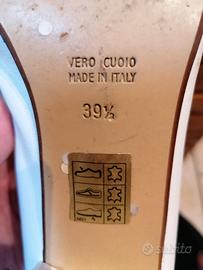 VERO CUOIO
MADE IN ITALY
39½
subito